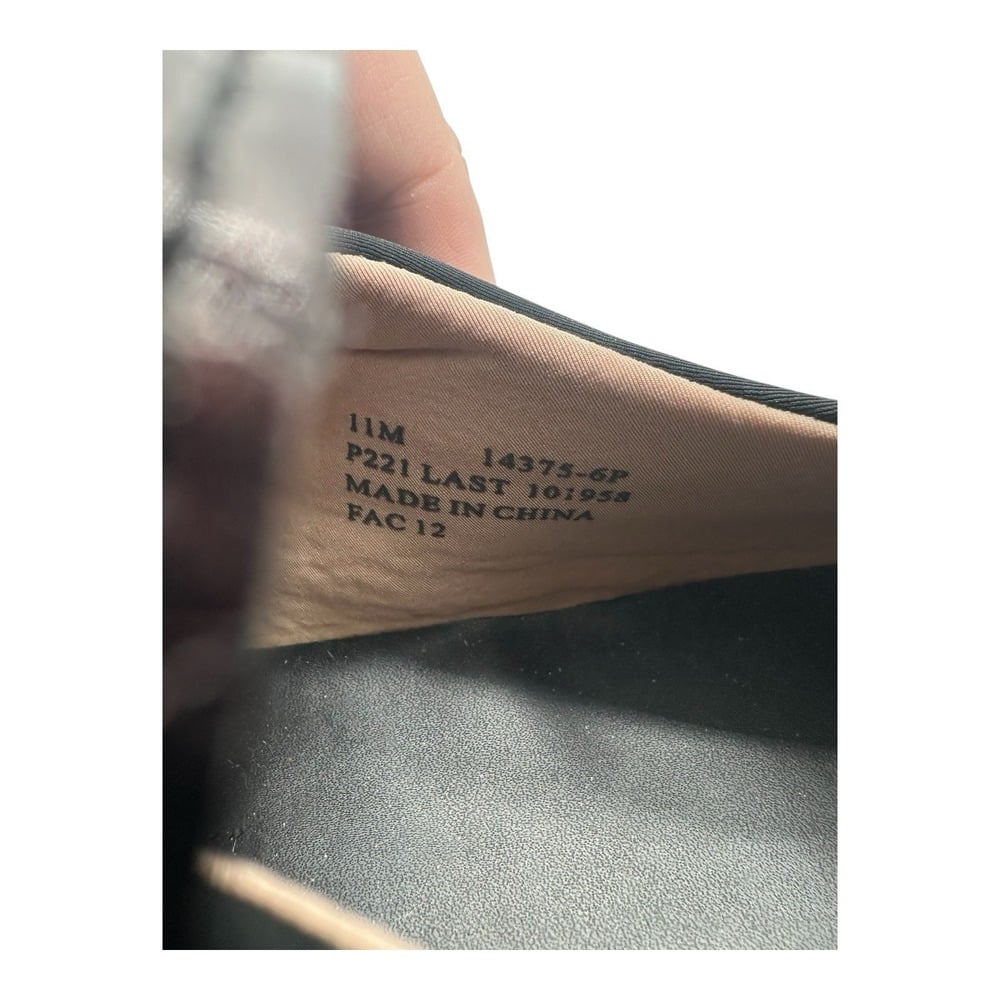 11M 14375-6P
P221 LAST 101958
MADE IN CHINA
FAC 12